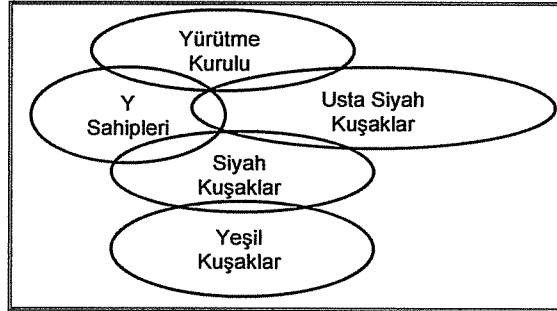 Yürütme
Kurulu
Y
Sahipleri
Usta Siyah
Kuşaklar
Siyah
Kuşaklar
Yeşil
Kuşaklar